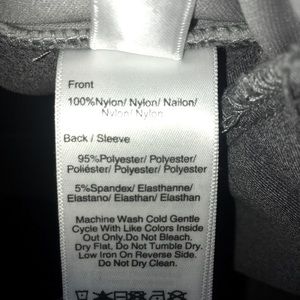 Front
100%Nylon/ Nylon/ Nailon/
Nylon/ Nylon
Back / Sleeve
95%Polyester/ Polyester/
Poliéster/ Polyester/ Polyester
5%Spandex/ Elasthanne/
Elastano/ Elasthan/ Elasthan
Machine Wash Cold Gentle
Cycle With Like Colors Inside
Out Only.Do Not Bleach.
Dry Flat, Do Not Tumble Dry.
Low Iron On Reverse Side.
Do Not Dry Clean.